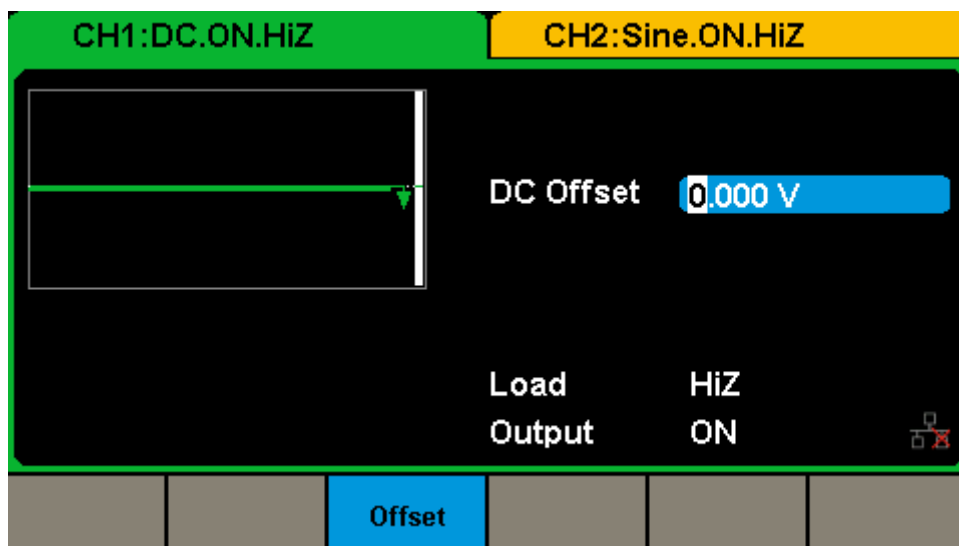 CH1:DC.ON.HiZ
CH2:Sine.ON.HiZ
DC Offset 0.000 V
Load HiZ
Output ON
Offset